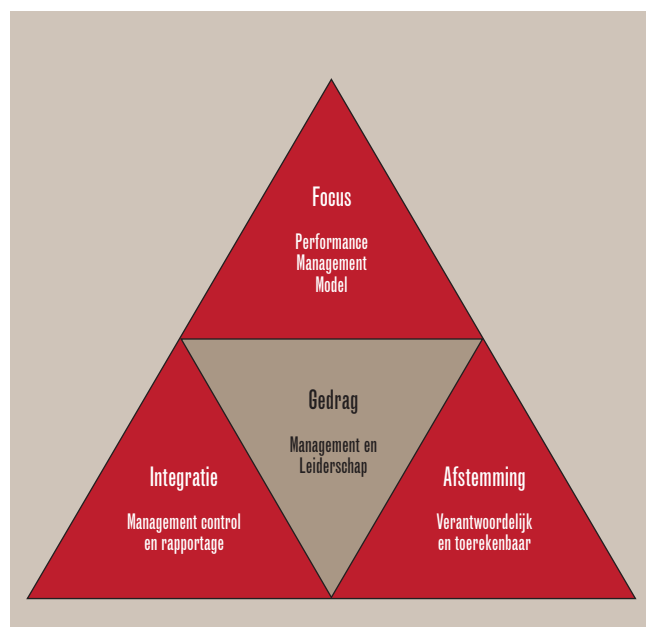 Focus
Performance
Management
Model
Gedrag
Management en
Leiderschap
Integratie
Management control
en rapportage
Afstemming
Verantwoordelijk
en toerekenbaar